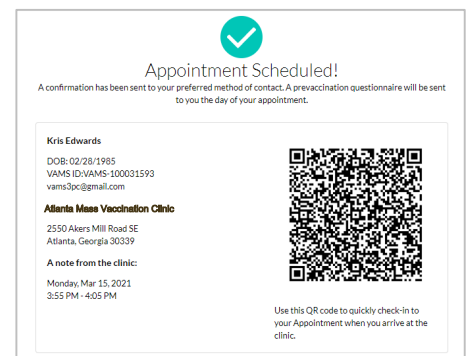 Appointment Scheduled!
A confirmation has been sent to your preferred method of contact. A prevaccination questionnaire will be sent
to you the day of your appointment.
Kris Edwards
DOB: 02/28/1985
VAMS ID:VAMS-100031593
vams3pc@gmail.com
Atlanta Mass Vaccination Clinic
2550 Akers Mill Road SE
Atlanta, Georgia 30339
A note from the clinic:
Monday, Mar 15, 2021
3:55 PM - 4:05 PM
Use this QR code to quickly check-in to
your Appointment when you arrive at the
clinic.